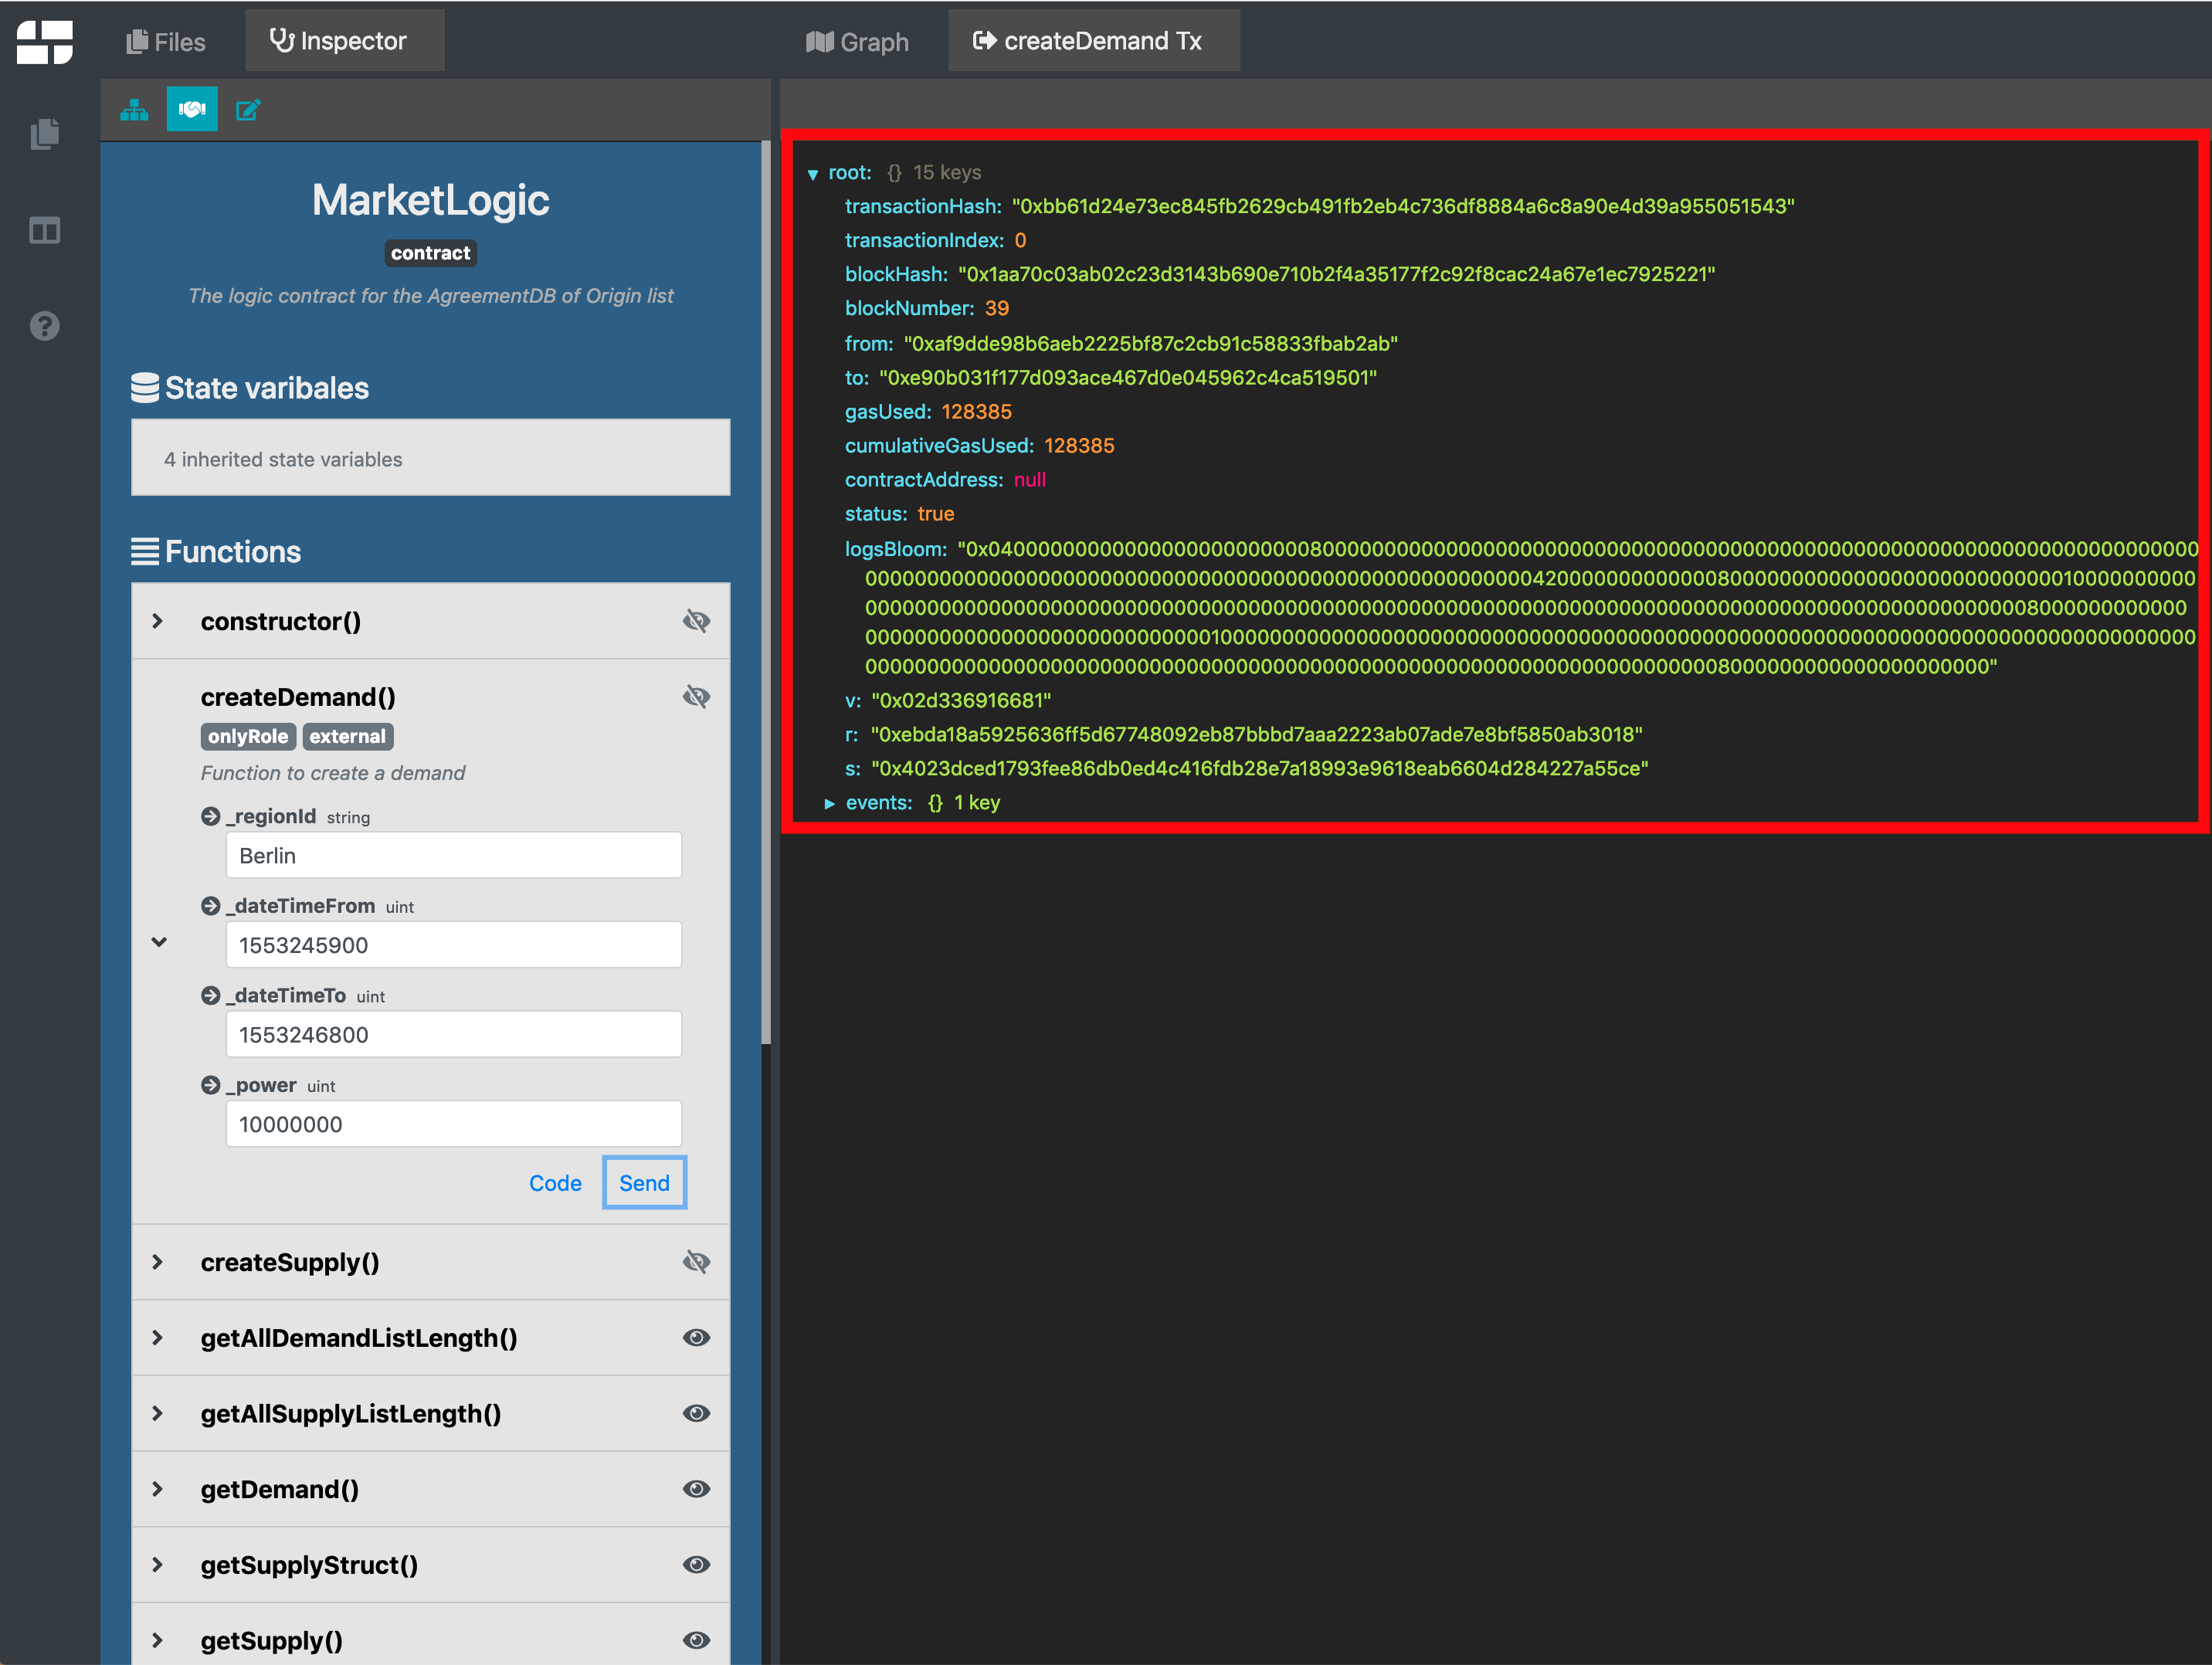 Files
Inspector
Graph
createDemand Tx
MarketLogic
contract
The logic contract for the AgreementDB of Origin list
State varibales
4 inherited state variables
Functions
constructor()
createDemand()
onlyRole external
Function to create a demand
_regionId string
Berlin
_dateTimeFrom uint
1553245900
_dateTimeTo uint
1553246800
_power uint
10000000
Code Send
createSupply()
getAllDemandListLength()
getAllSupplyListLength()
getDemand()
getSupplyStruct()
getSupply()
root: {} 15 keys
transactionHash: "0xbb61d24e73ec845fb2629cb491fb2eb4c736df8884a6c8a90e4d39a955051543"
transactionIndex: 0
blockHash: "0x1aa70c03ab02c23d3143b690e710b2f4a35177f2c92f8cac24a67e1ec7925221"
blockNumber: 39
from: "0xaf9dde98b6aeb2225bf87c2cb91c58833fbab2ab"
to: "0xe90b031f177d093ace467d0e045962c4ca519501"
gasUsed: 128385
cumulativeGasUsed: 128385
contractAddress: null
status: true
logsBloom:
v: "0x02d336916681"
r: "0xebda18a5925636ff5d67748092eb87bbbd7aaa2223ab07ade7e8bf5850ab3018"
s: "0x4023dced1793fee86db0ed4c416fdb28e7a18993e9618eab6604d284227a55ce"
events: {} 1 key